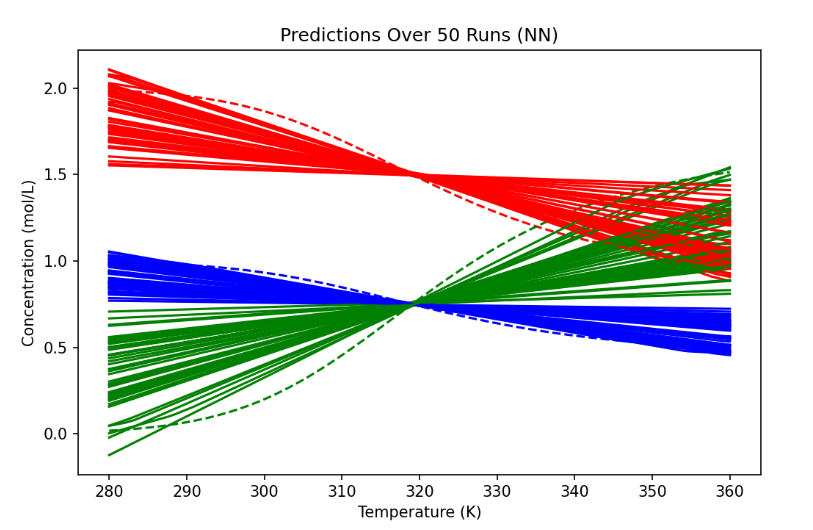 Predictions Over 50 Runs (NN)
2.0
1.5
1.0
0.5
0.0
Concentration (mol/L)
280 290 300 310 320 330 340 350 360
Temperature (K)